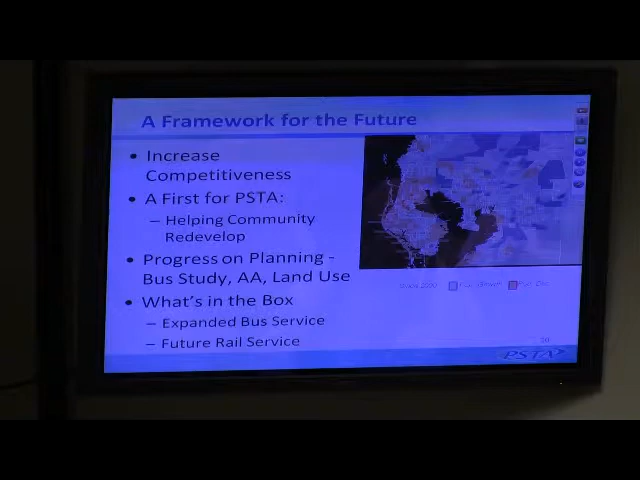 A Framework for the Future
• Increase
Competitiveness
• A First for PSTA:
– Helping Community
Redevelop
• Progress on Planning -
Bus Study, AA, Land Use
• What's in the Box
– Expanded Bus Service
– Future Rail Service
PSTA